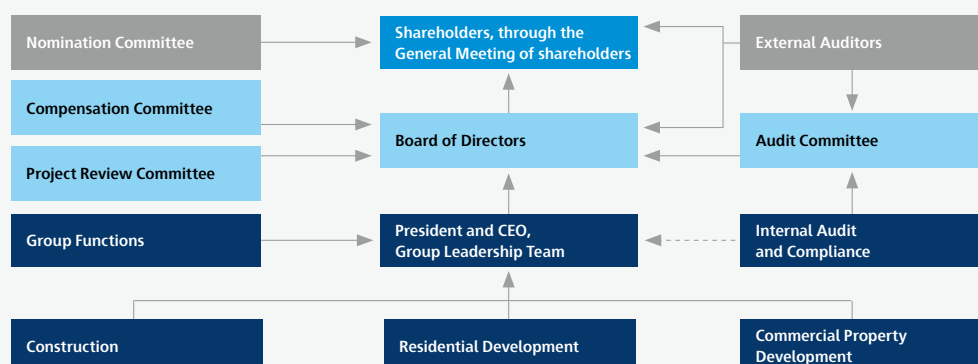 Nomination Committee
Shareholders, through the
General Meeting of shareholders
External Auditors
Compensation Committee
Board of Directors
Audit Committee
Project Review Committee
Group Functions
President and CEO,
Group Leadership Team
Internal Audit
and Compliance
Construction
Residential Development
Commercial Property
Development